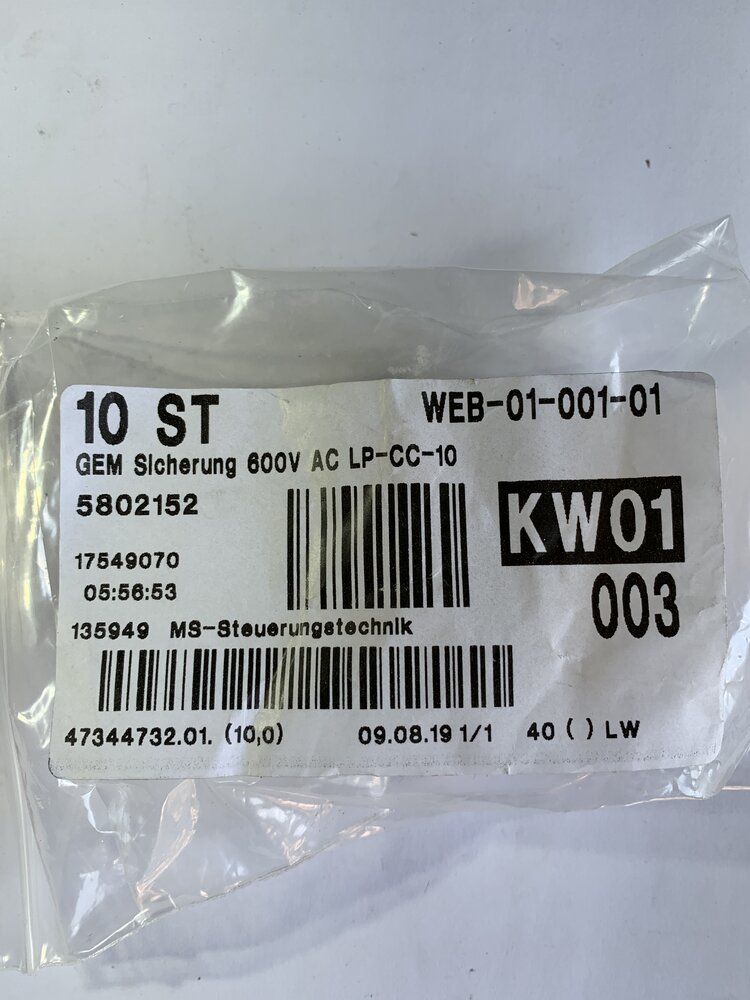 10 ST WEB-01-001-01
GEM Sicherung 600V AC LP-CC-10
5802152
KW01
17549070
05:56:53
003
135949 MS-Steuerungstechnik
47344732.01. (10,0) 09.08.19 1/1 40 ( ) LW